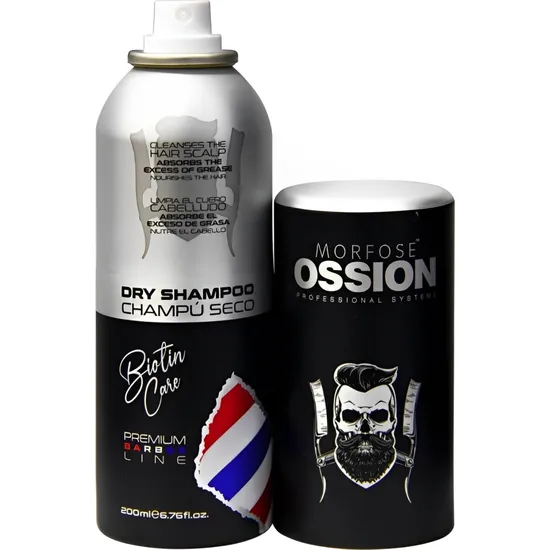 CLEANSES THE
HAIR SCALP
ABSORBS THE
EXCESS OF GREASE
NOURISHES THE HAIR
LIMPIA EL CUERO
CABELLUDO
ABSORBE EL
EXCESO DE GRASA
NUTRE EL CABELLO
DRY SHAMPOO
CHAMPÚ SECO
Biotin
Care
PREMIUM
BARBER
LINE
200ml℮6.76fl.oz.
MORFOSE™
OSSION
PROFESSIONAL SYSTEMS